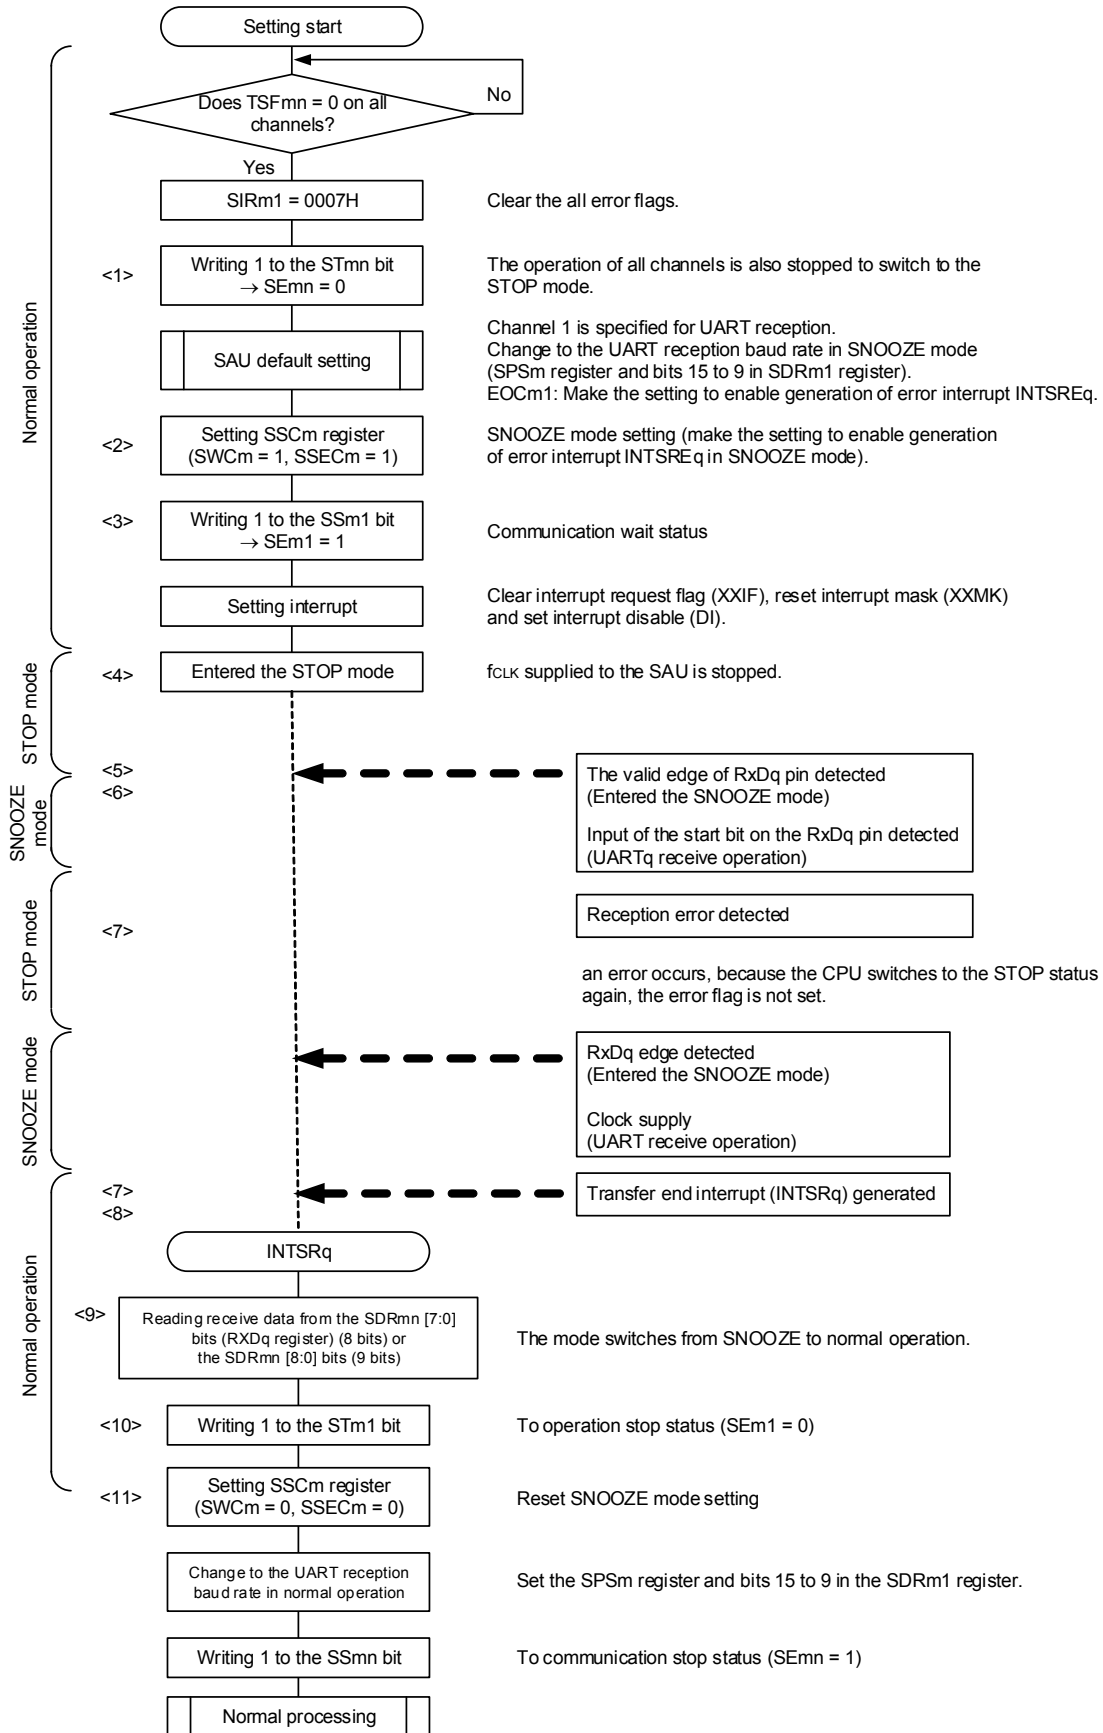 Setting start
Does TSFmn = 0 on all
channels?
No
Yes
SIRm1 = 0007H
Clear the all error flags.
<1>
Writing 1 to the STmn bit
→ SEmn = 0
The operation of all channels is also stopped to switch to the
STOP mode.
Normal operation
SAU default setting
Channel 1 is specified for UART reception.
Change to the UART reception baud rate in SNOOZE mode
(SPSm register and bits 15 to 9 in SDRm1 register).
EOCm1: Make the setting to enable generation of error interrupt INTSREq.
<2>
Setting SSCm register
(SWCm = 1, SSECm = 1)
SNOOZE mode setting (make the setting to enable generation
of error interrupt INTSREq in SNOOZE mode).
<3>
Writing 1 to the SSm1 bit
→ SEm1 = 1
Communication wait status
Setting interrupt
Clear interrupt request flag (XXIF), reset interrupt mask (XXMK)
and set interrupt disable (DI).
STOP mode
<4>
Entered the STOP mode
fCLK supplied to the SAU is stopped.
<5>
<6>
SNOOZE
mode
The valid edge of RxDq pin detected
(Entered the SNOOZE mode)
Input of the start bit on the RxDq pin detected
(UARTq receive operation)
STOP mode
<7>
Reception error detected
an error occurs, because the CPU switches to the STOP status
again, the error flag is not set.
SNOOZE mode
RxDq edge detected
(Entered the SNOOZE mode)
Clock supply
(UART receive operation)
<7>
<8>
Transfer end interrupt (INTSRq) generated
Normal operation
INTSRq
<9>
Reading receive data from the SDRmn [7:0]
bits (RXDq register) (8 bits) or
the SDRmn [8:0] bits (9 bits)
The mode switches from SNOOZE to normal operation.
<10>
Writing 1 to the STm1 bit
To operation stop status (SEm1 = 0)
<11>
Setting SSCm register
(SWCm = 0, SSECm = 0)
Reset SNOOZE mode setting
Change to the UART reception
baud rate in normal operation
Set the SPSm register and bits 15 to 9 in the SDRm1 register.
Writing 1 to the SSmn bit
To communication stop status (SEmn = 1)
Normal processing